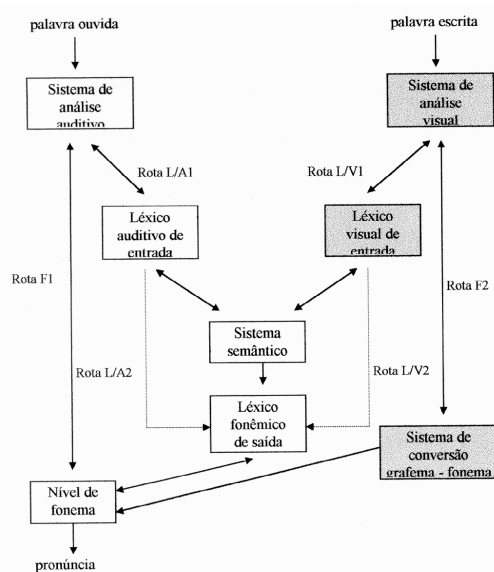 palavra ouvida
palavra escrita
Sistema de
análise
auditivo
Sistema de
análise
visual
Rota L/A1
Rota L/V1
Léxico
auditivo de
entrada
Léxico
visual de
entrada
Rota F1
Rota F2
Sistema
semântico
Rota L/A2
Rota L/V2
Léxico
fonêmico
de saída
Sistema de
conversão
grafema - fonema
Nível de
fonema
pronúncia